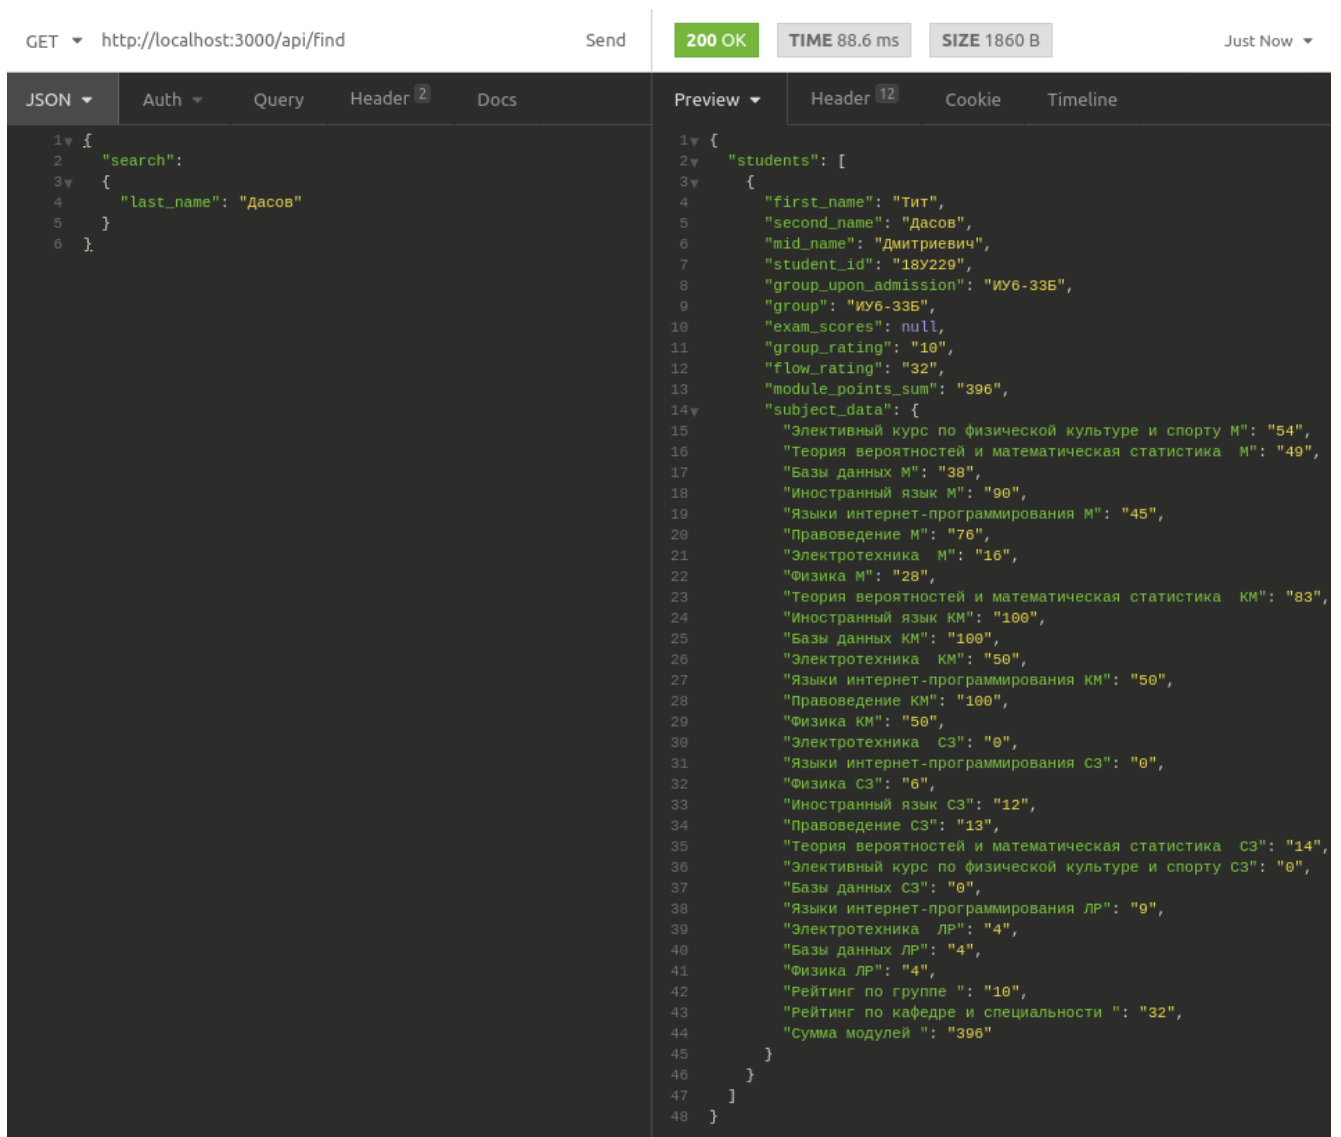 GET http://localhost:3000/api/find Send
200 OK TIME 88.6 ms SIZE 1860 B Just Now
JSON Auth Query Header 2 Docs
Preview Header 12 Cookie Timeline
1 {
2 "search":
3 {
4 "last_name": "Дасов"
5 }
6 }
1 {
2 "students": [
3 {
4 "first_name": "Тит",
5 "second_name": "Дасов",
6 "mid_name": "Дмитриевич",
7 "student_id": "18У229",
8 "group_upon_admission": "ИУ6-33Б",
9 "group": "ИУ6-33Б",
10 "exam_scores": null,
11 "group_rating": "10",
12 "flow_rating": "32",
13 "module_points_sum": "396",
14 "subject_data": {
15 "Элективный курс по физической культуре и спорту М": "54",
16 "Теория вероятностей и математическая статистика  М": "49",
17 "Базы данных М": "38",
18 "Иностранный язык М": "90",
19 "Языки интернет-программирования М": "45",
20 "Правоведение М": "76",
21 "Электротехника  М": "16",
22 "Физика М": "28",
23 "Теория вероятностей и математическая статистика  КМ": "83",
24 "Иностранный язык КМ": "100",
25 "Базы данных КМ": "100",
26 "Электротехника  КМ": "50",
27 "Языки интернет-программирования КМ": "50",
28 "Правоведение КМ": "100",
29 "Физика КМ": "50",
30 "Электротехника  СЗ": "0",
31 "Языки интернет-программирования СЗ": "0",
32 "Физика СЗ": "6",
33 "Иностранный язык СЗ": "12",
34 "Правоведение СЗ": "13",
35 "Теория вероятностей и математическая статистика  СЗ": "14",
36 "Элективный курс по физической культуре и спорту СЗ": "0",
37 "Базы данных СЗ": "0",
38 "Языки интернет-программирования ЛР": "9",
39 "Электротехника  ЛР": "4",
40 "Базы данных ЛР": "4",
41 "Физика ЛР": "4",
42 "Рейтинг по группе ": "10",
43 "Рейтинг по кафедре и специальности ": "32",
44 "Сумма модулей ": "396"
45 }
46 }
47 ]
48 }